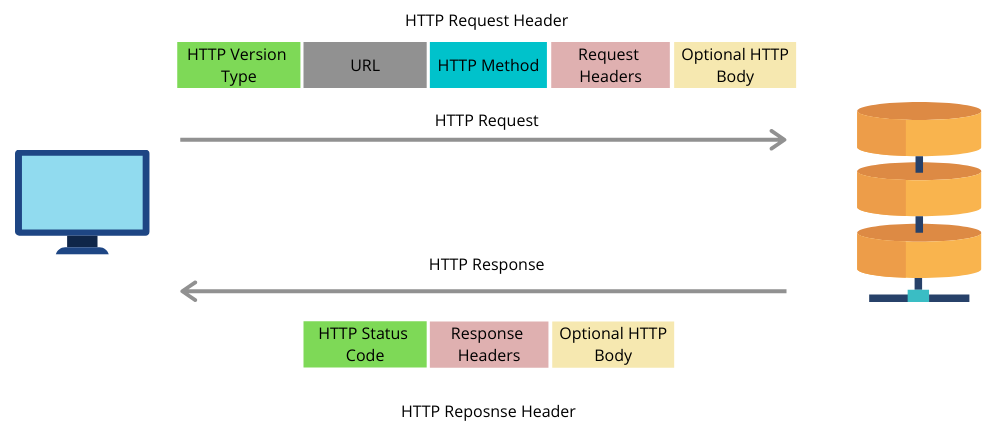 HTTP Request Header
HTTP Version
Type
URL
HTTP Method
Request
Headers
Optional HTTP
Body
HTTP Request
HTTP Response
HTTP Status
Code
Response
Headers
Optional HTTP
Body
HTTP Reposnse Header